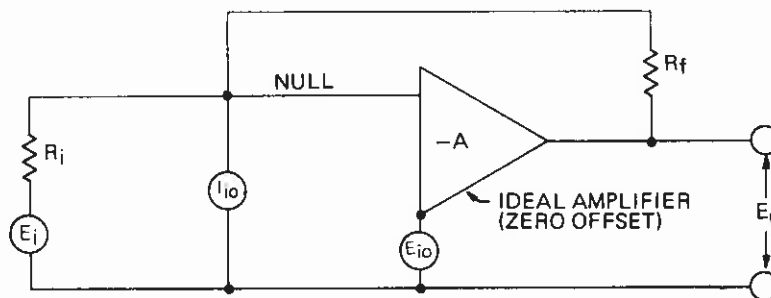 NULL
Rf
Ri
–A
Iio
IDEAL AMPLIFIER
(ZERO OFFSET)
Ei
Eio